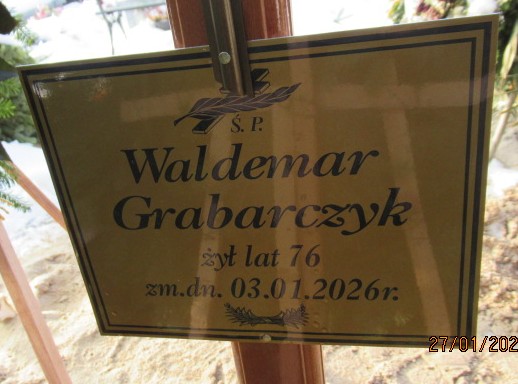 Ś. P.
Waldemar
Grabarczyk
żył lat 76
zm.dn. 03.01.2026r.
27/01/202